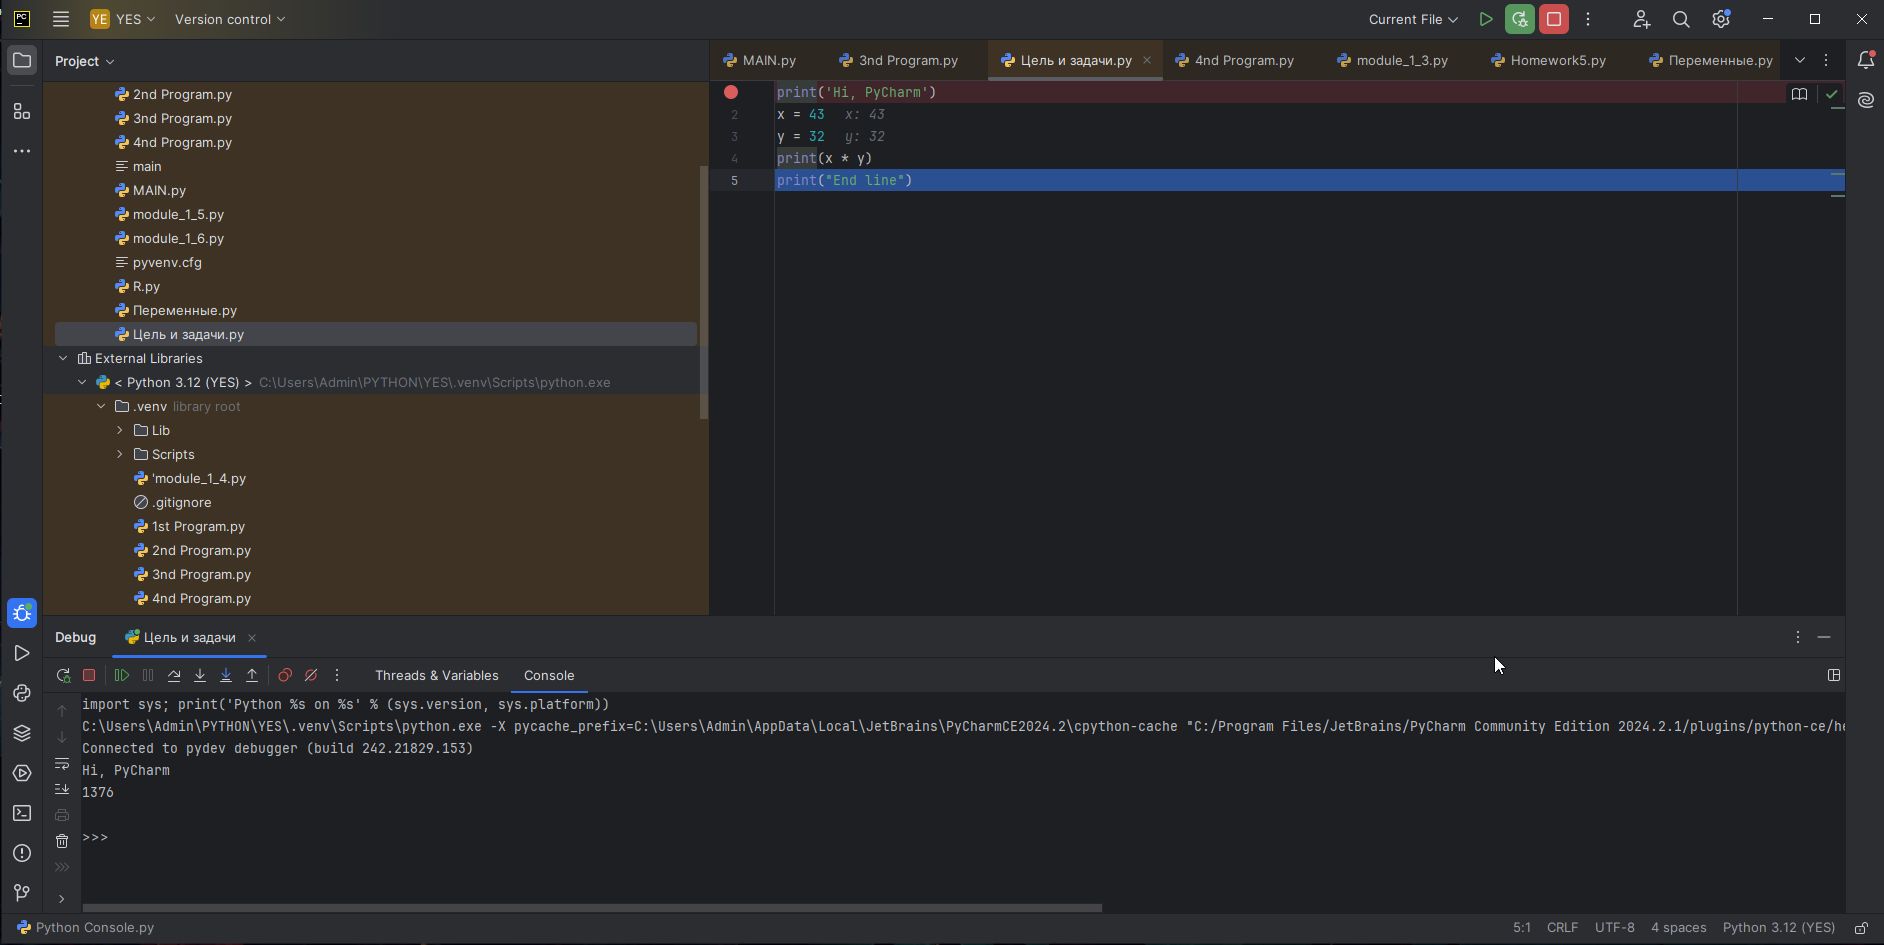 PC YE YES Version control Current File
Project
MAIN.py 3nd Program.py Цель и задачи.py 4nd Program.py module_1_3.py Homework5.py Переменные.py
2nd Program.py
3nd Program.py
4nd Program.py
main
MAIN.py
module_1_5.py
module_1_6.py
pyvenv.cfg
R.py
Переменные.py
Цель и задачи.py
External Libraries
< Python 3.12 (YES) > C:\Users\Admin\PYTHON\YES\.venv\Scripts\python.exe
.venv library root
Lib
Scripts
'module_1_4.py
.gitignore
1st Program.py
2nd Program.py
3nd Program.py
4nd Program.py
print('Hi, PyCharm')
2 x = 43 x: 43
3 y = 32 y: 32
4 print(x * y)
5 print("End line")
Debug Цель и задачи
Threads & Variables Console
import sys; print('Python %s on %s' % (sys.version, sys.platform))
C:\Users\Admin\PYTHON\YES\.venv\Scripts\python.exe -X pycache_prefix=C:\Users\Admin\AppData\Local\JetBrains\PyCharmCE2024.2\cpython-cache "C:/Program Files/JetBrains/PyCharm Community Edition 2024.2.1/plugins/python-ce/he
Connected to pydev debugger (build 242.21829.153)
Hi, PyCharm
1376
>>>
Python Console.py 5:1 CRLF UTF-8 4 spaces Python 3.12 (YES)